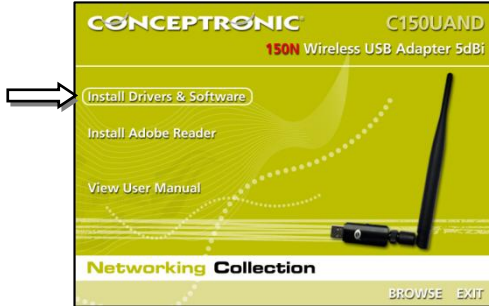 CONCEPTRONIC
C150UAND
150N Wireless USB Adapter 5dBi
Install Drivers & Software
Install Adobe Reader
View User Manual
Networking Collection
BROWSE EXIT